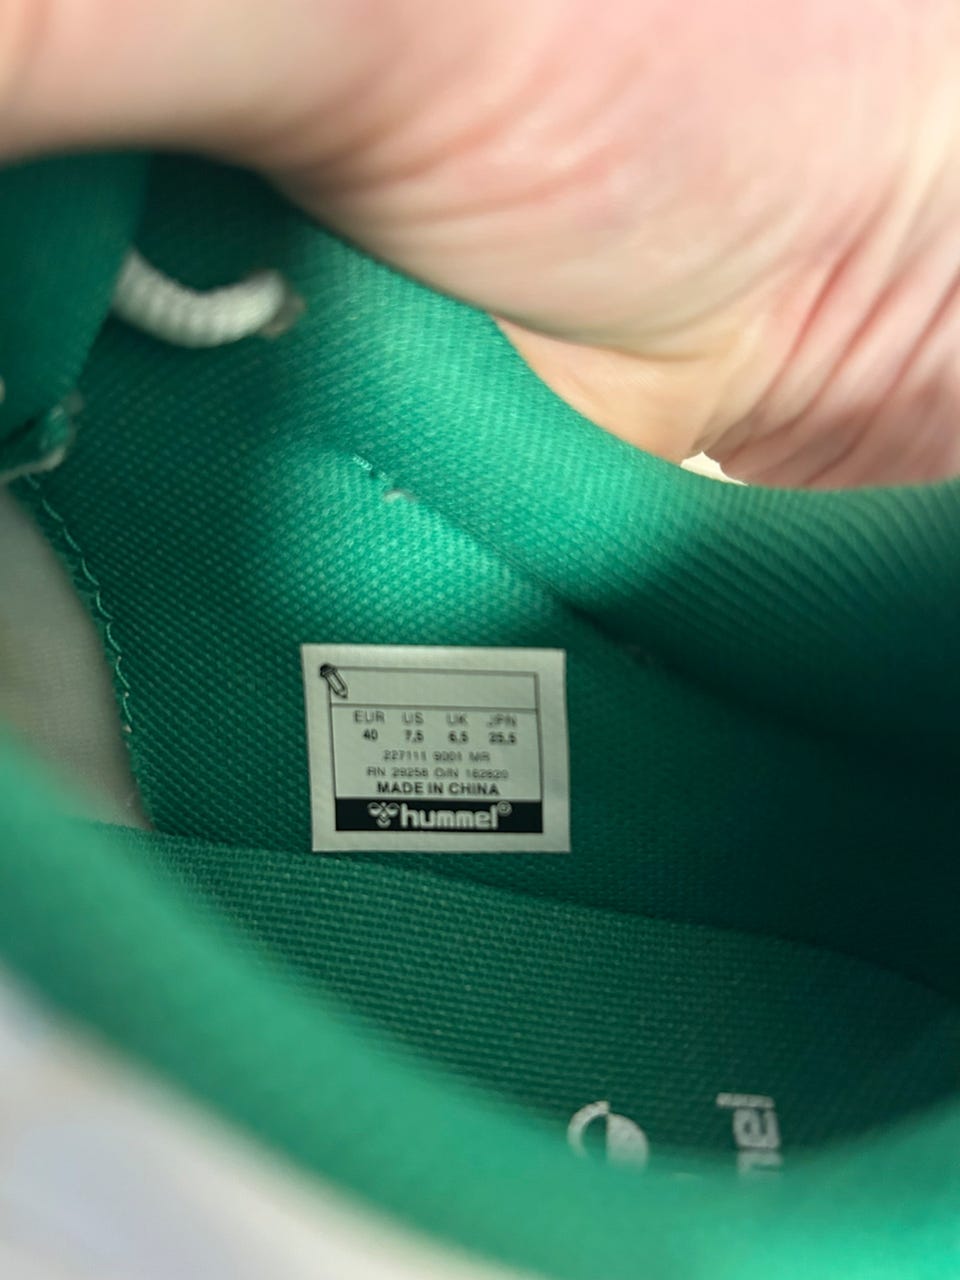 EUR US UK JPN
40 7,5 6,5 25,5
227111 9001 MR
RN 29258 O/N 162820
MADE IN CHINA
hummel®